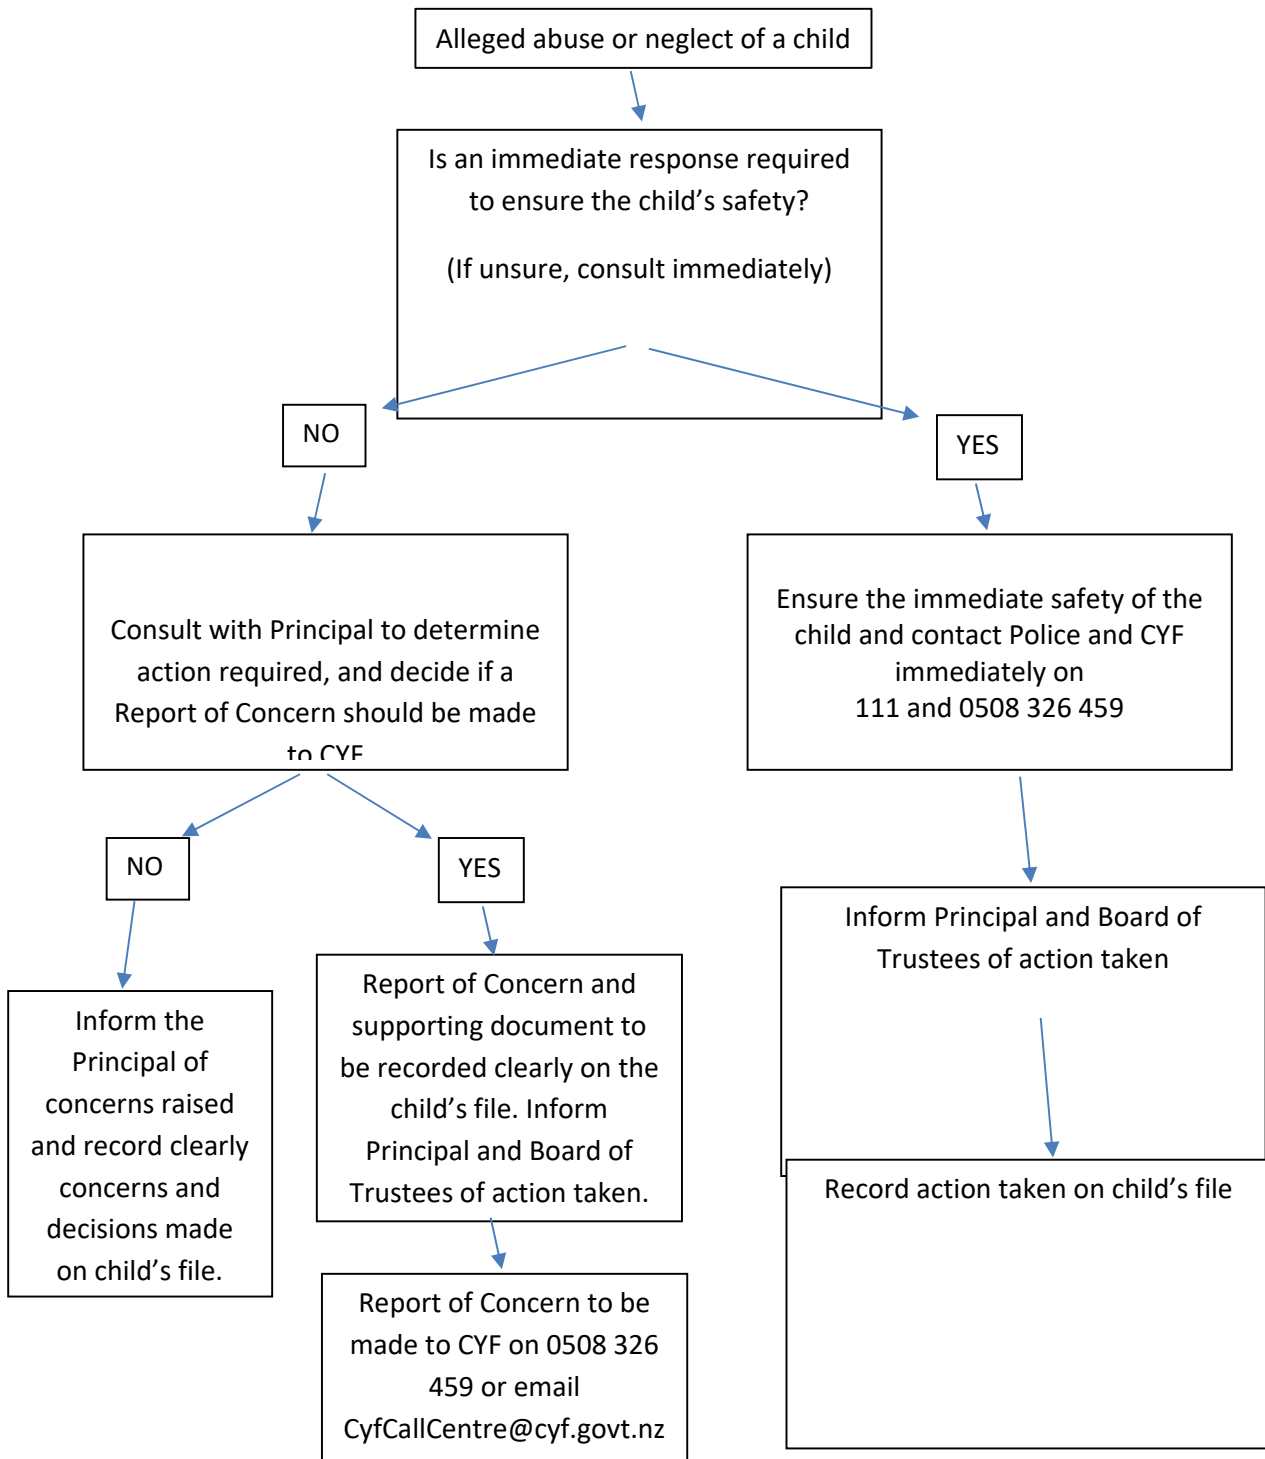 Alleged abuse or neglect of a child
Is an immediate response required
to ensure the child’s safety?
(If unsure, consult immediately)
NO
YES
Consult with Principal to determine
action required, and decide if a
Report of Concern should be made
to CYF
Ensure the immediate safety of the
child and contact Police and CYF
immediately on
111 and 0508 326 459
NO
YES
Inform the
Principal of
concerns raised
and record clearly
concerns and
decisions made
on child’s file.
Report of Concern and
supporting document to
be recorded clearly on the
child’s file. Inform
Principal and Board of
Trustees of action taken.
Report of Concern to be
made to CYF on 0508 326
459 or email
CyfCallCentre@cyf.govt.nz
Inform Principal and Board of
Trustees of action taken
Record action taken on child’s file